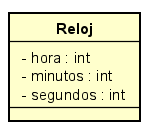 Reloj
- hora : int
- minutos : int
- segundos : int